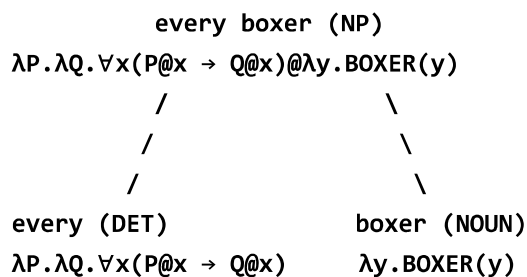 every boxer (NP)
λP.λQ.∀x(P@x → Q@x)@λy.BOXER(y)
/ \
/ \
/ \
every (DET) boxer (NOUN)
λP.λQ.∀x(P@x → Q@x) λy.BOXER(y)